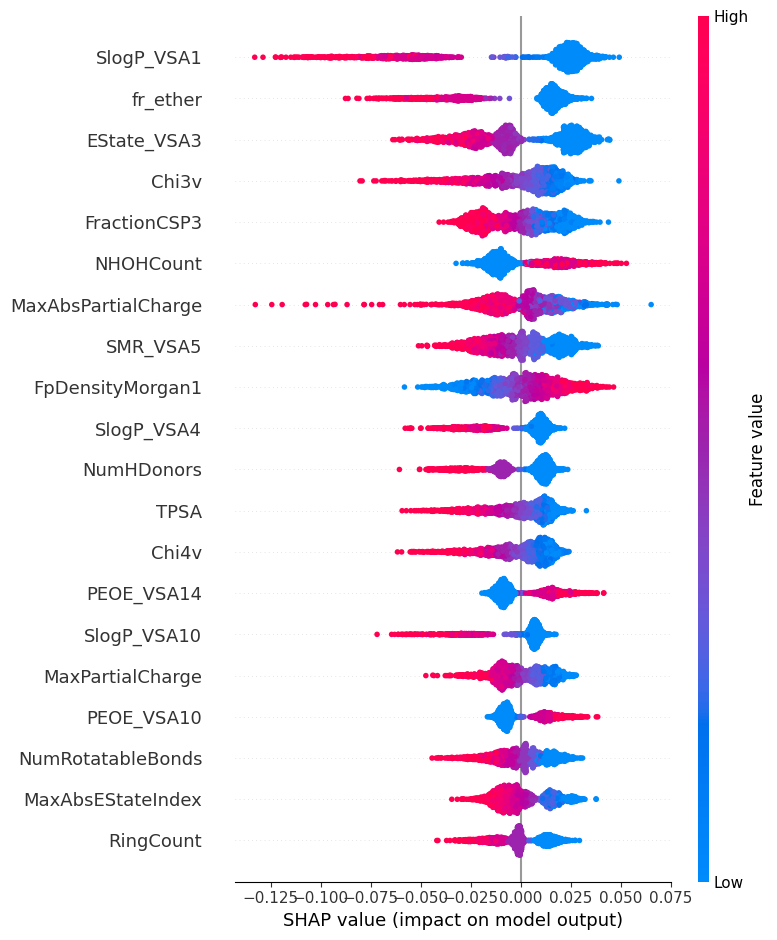 High
SlogP_VSA1
fr_ether
EState_VSA3
Chi3v
FractionCSP3
NHOHCount
MaxAbsPartialCharge
SMR_VSA5
FpDensityMorgan1
SlogP_VSA4
NumHDonors
TPSA
Chi4v
PEOE_VSA14
SlogP_VSA10
MaxPartialCharge
PEOE_VSA10
NumRotatableBonds
MaxAbsEStateIndex
RingCount
Feature value
Low
−0.125 −0.100 −0.075 −0.050 −0.025 0.000 0.025 0.050 0.075
SHAP value (impact on model output)